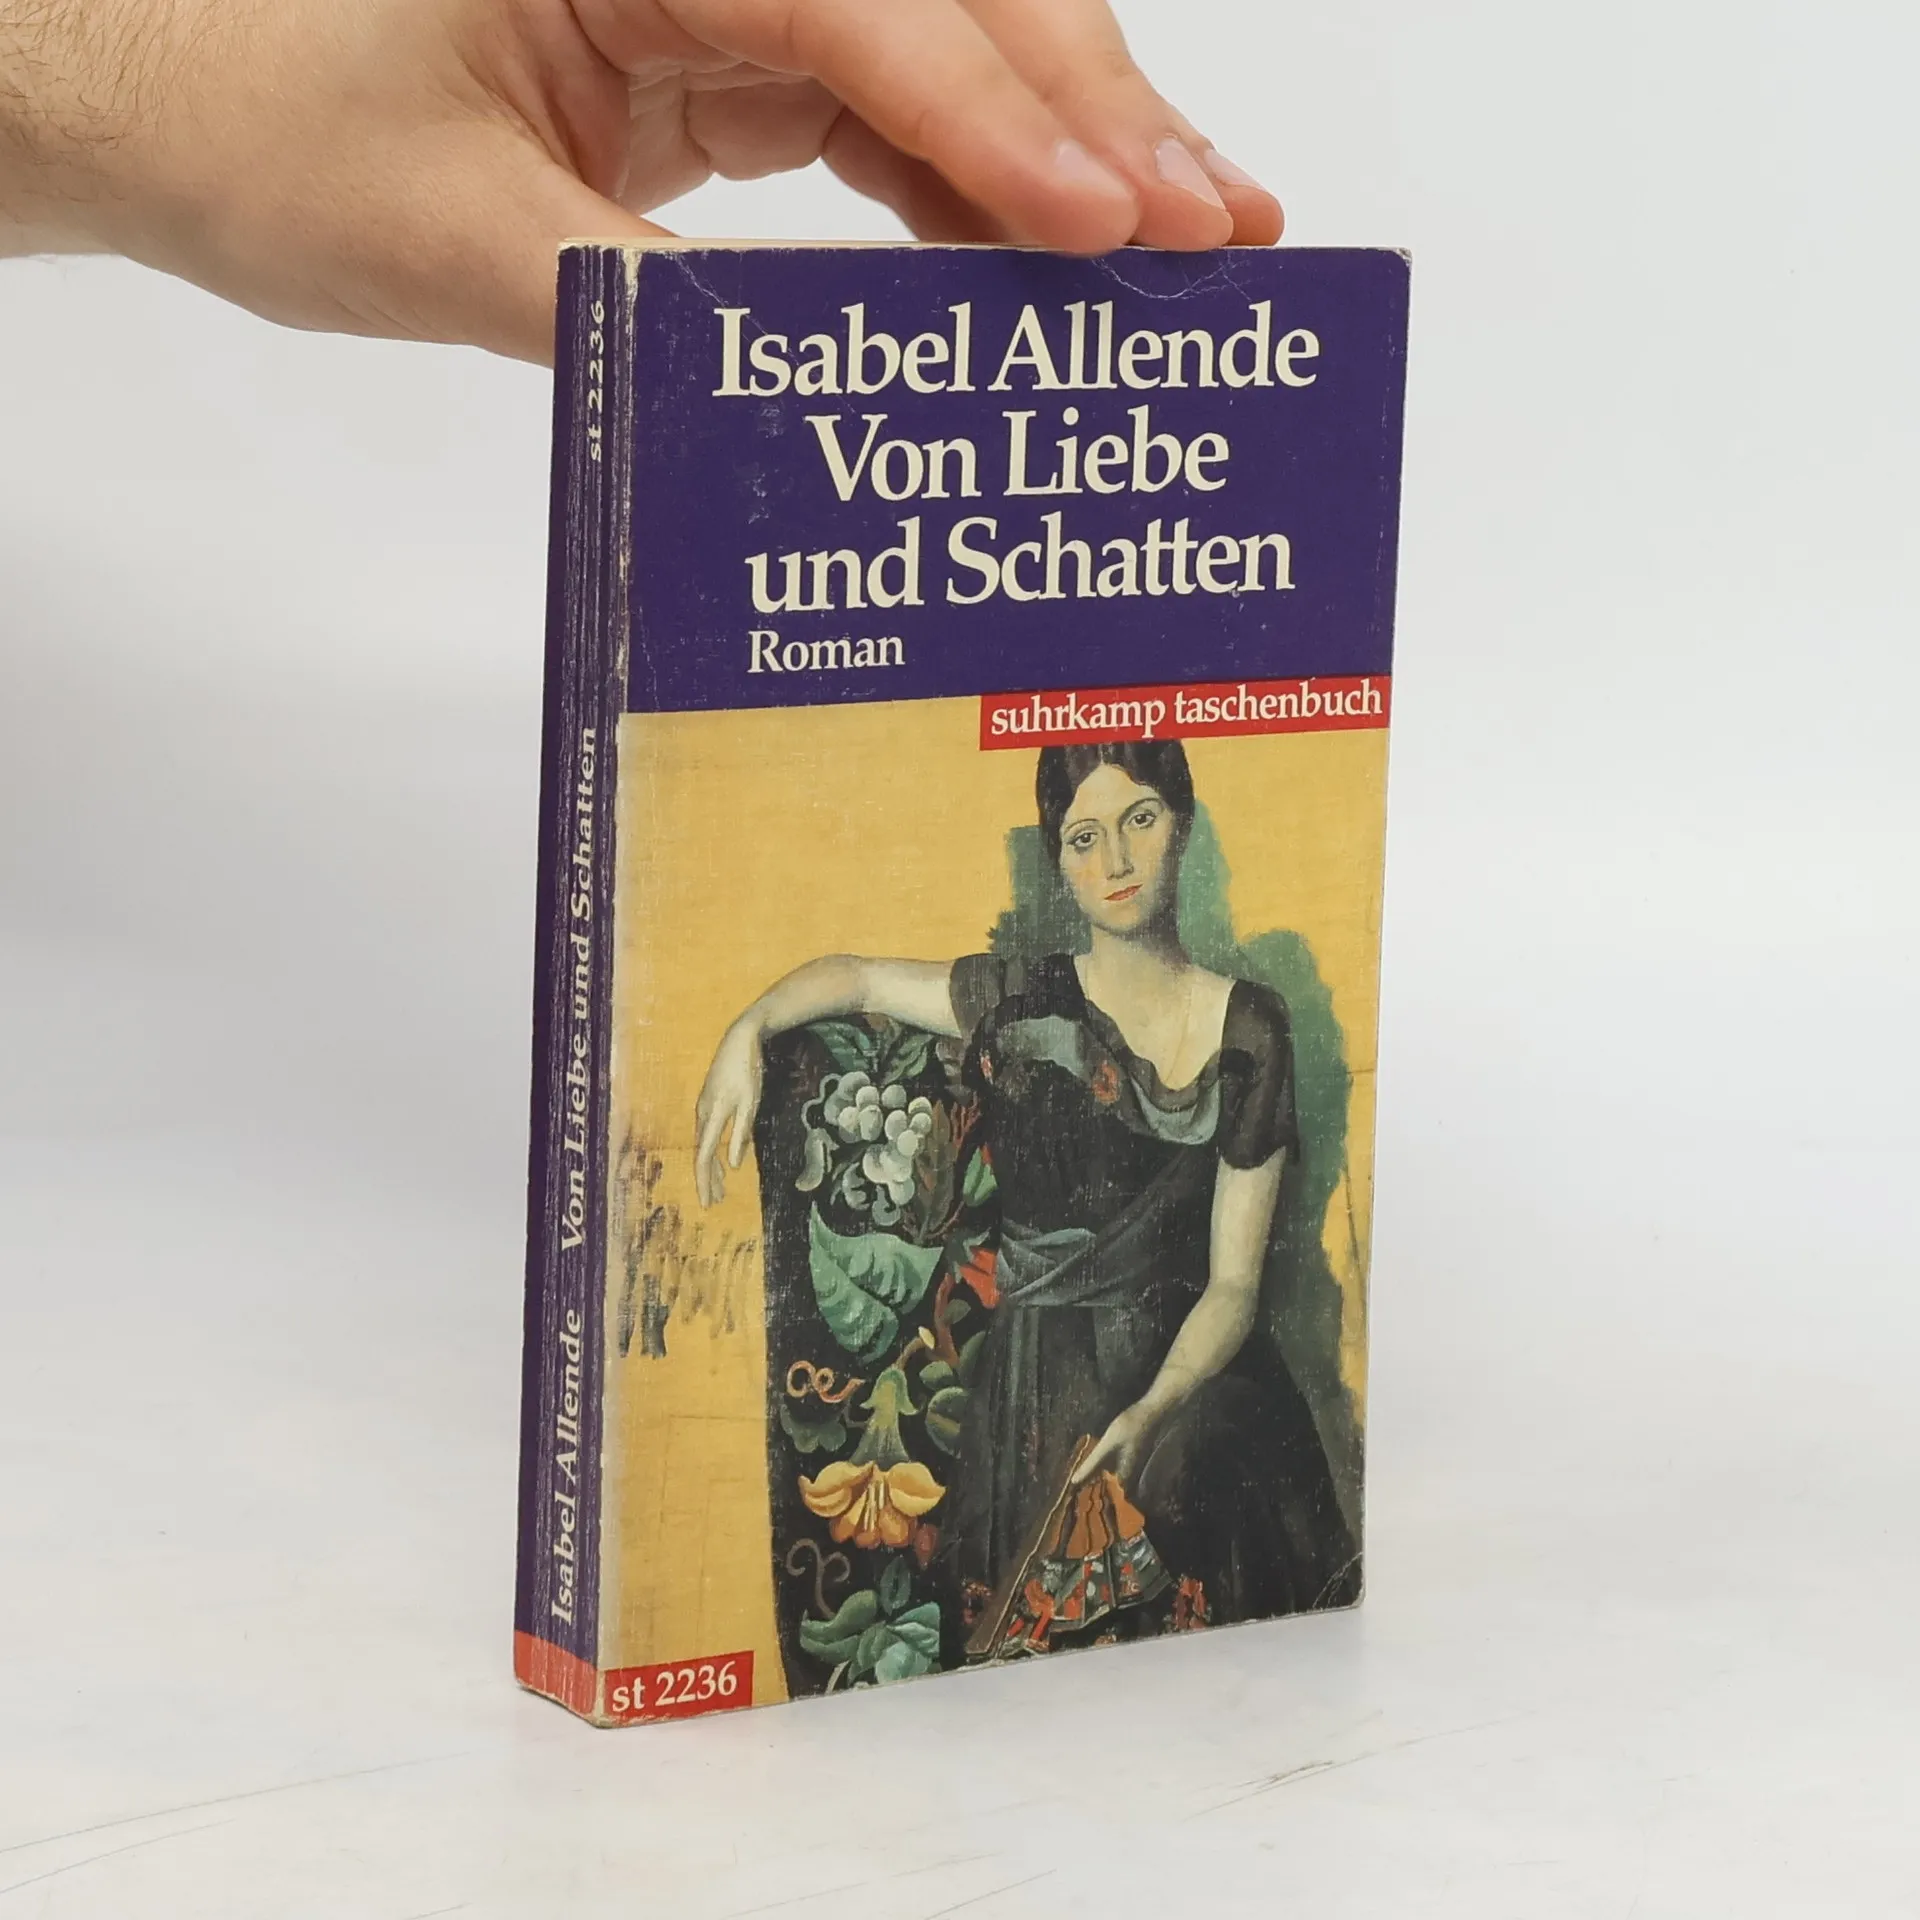 Isabel Allende
Von Liebe
und Schatten
Roman
suhrkamp taschenbuch
st 2236
Isabel Allende Von Liebe und Schatten st 2236